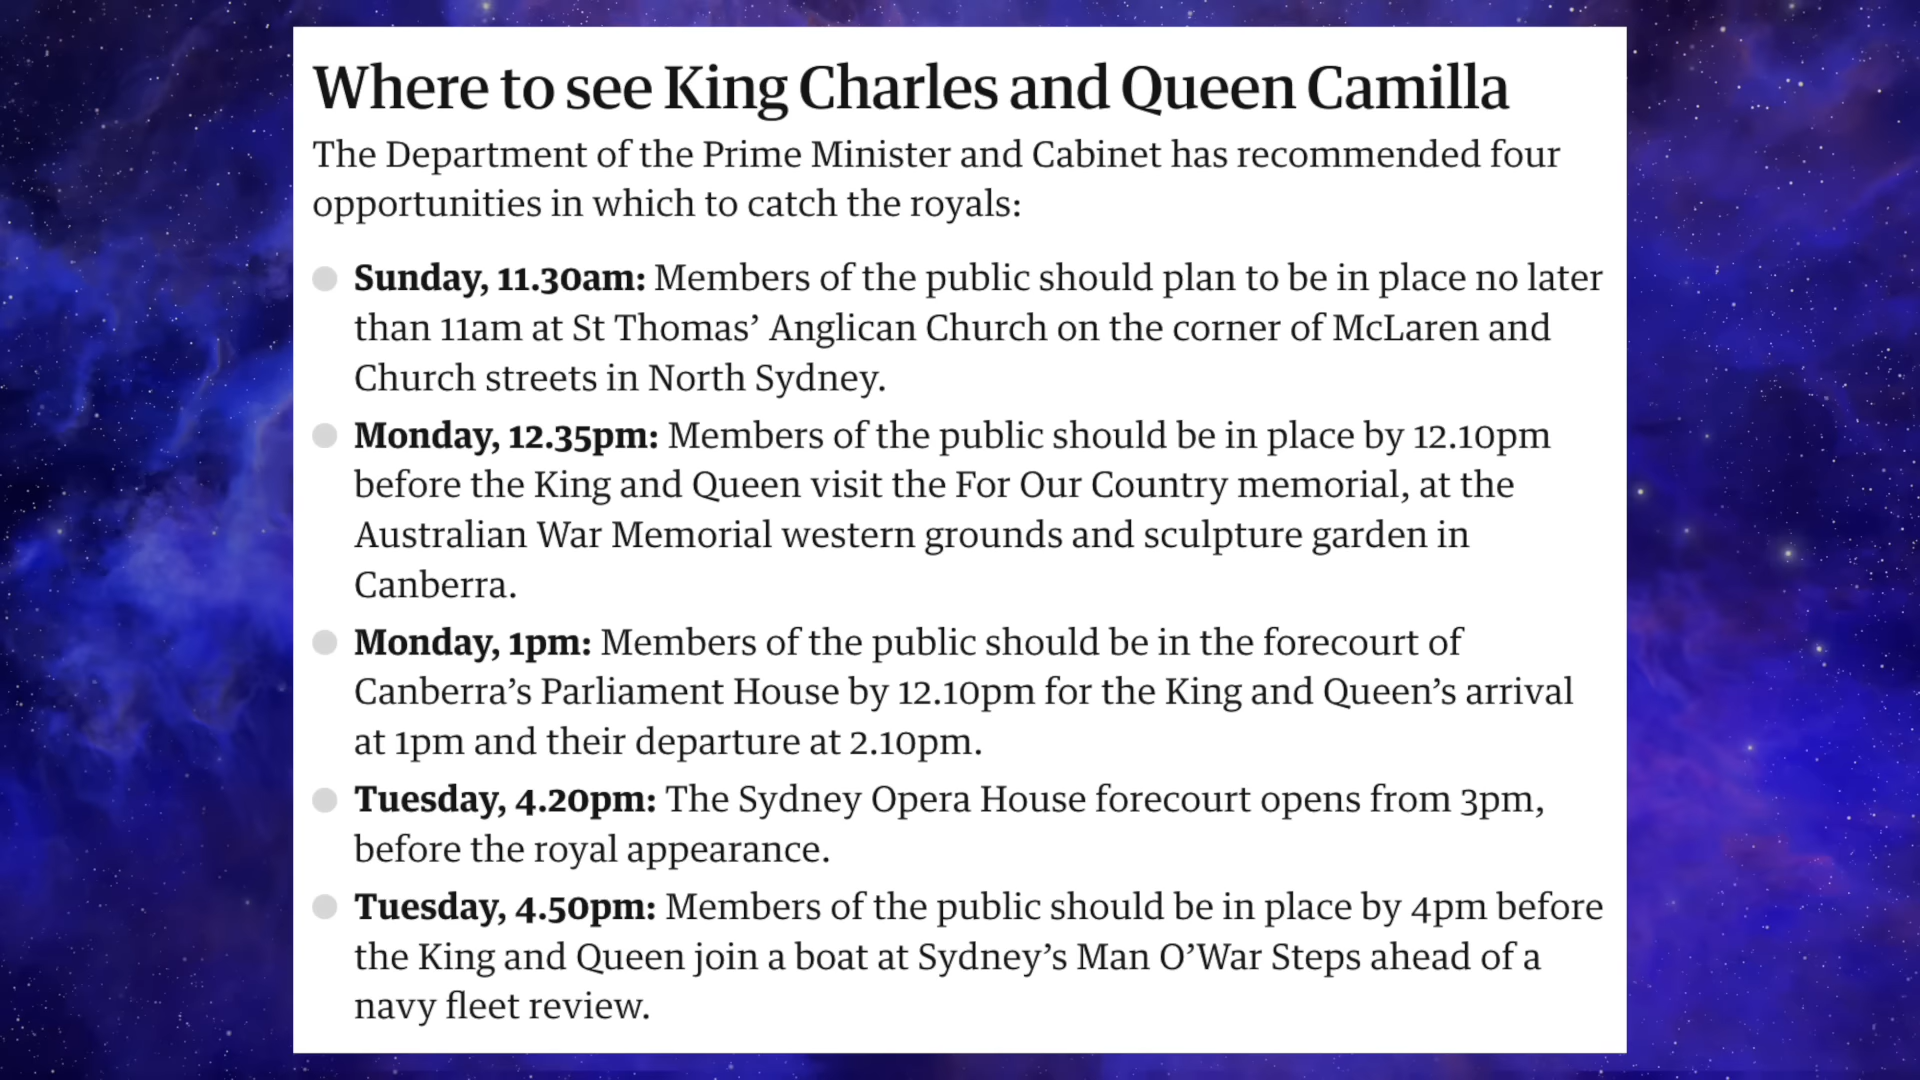 Where to see King Charles and Queen Camilla
The Department of the Prime Minister and Cabinet has recommended four
opportunities in which to catch the royals:
Sunday, 11.30am: Members of the public should plan to be in place no later
than 11am at St Thomas’ Anglican Church on the corner of McLaren and
Church streets in North Sydney.
Monday, 12.35pm: Members of the public should be in place by 12.10pm
before the King and Queen visit the For Our Country memorial, at the
Australian War Memorial western grounds and sculpture garden in
Canberra.
Monday, 1pm: Members of the public should be in the forecourt of
Canberra’s Parliament House by 12.10pm for the King and Queen’s arrival
at 1pm and their departure at 2.10pm.
Tuesday, 4.20pm: The Sydney Opera House forecourt opens from 3pm,
before the royal appearance.
Tuesday, 4.50pm: Members of the public should be in place by 4pm before
the King and Queen join a boat at Sydney’s Man O’War Steps ahead of a
navy fleet review.